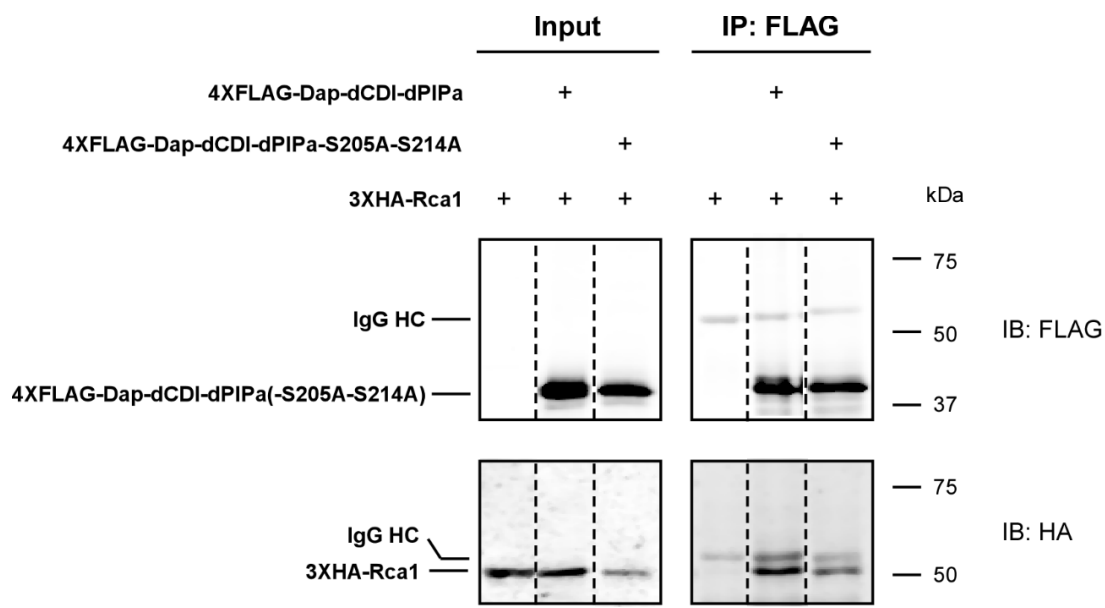 Input IP: FLAG
4XFLAG-Dap-dCDI-dPIPa + +
4XFLAG-Dap-dCDI-dPIPa-S205A-S214A + +
3XHA-Rca1 + + + + + + kDa
75
IgG HC
50 IB: FLAG
4XFLAG-Dap-dCDI-dPIPa(-S205A-S214A)
37
75
IgG HC IB: HA
3XHA-Rca1 50